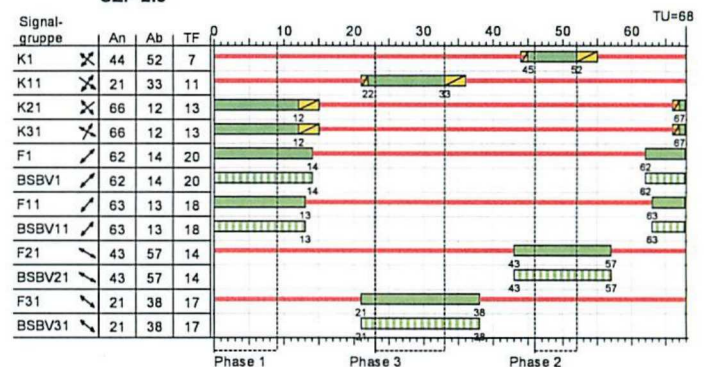 TU=68
Signal-
gruppe An Ab TF 0 10 20 30 40 50 60
K1 44 52 7 45 52
K11 21 33 11 22 33
K21 66 12 13 12 67
K31 66 12 13 12 67
F1 62 14 20 14 62
BSBV1 62 14 20 14 62
F11 63 13 18 13 63
BSBV11 63 13 18 13 63
F21 43 57 14 43 57
BSBV21 43 57 14 43 57
F31 21 38 17 21 38
BSBV31 21 38 17 21 38
Phase 1 Phase 3 Phase 2